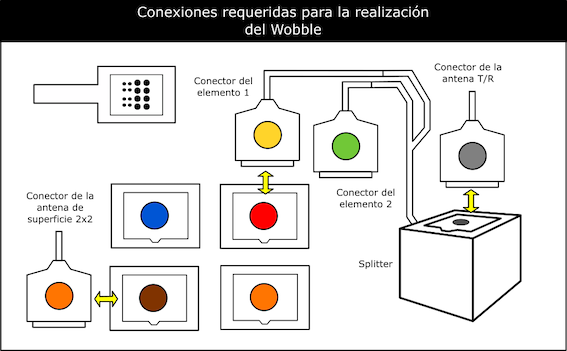 Conexiones requeridas para la realización
del Wobble
Conector del
elemento 1
Conector de la
antena T/R
Conector de la
antena de
superficie 2x2
Conector del
elemento 2
Splitter